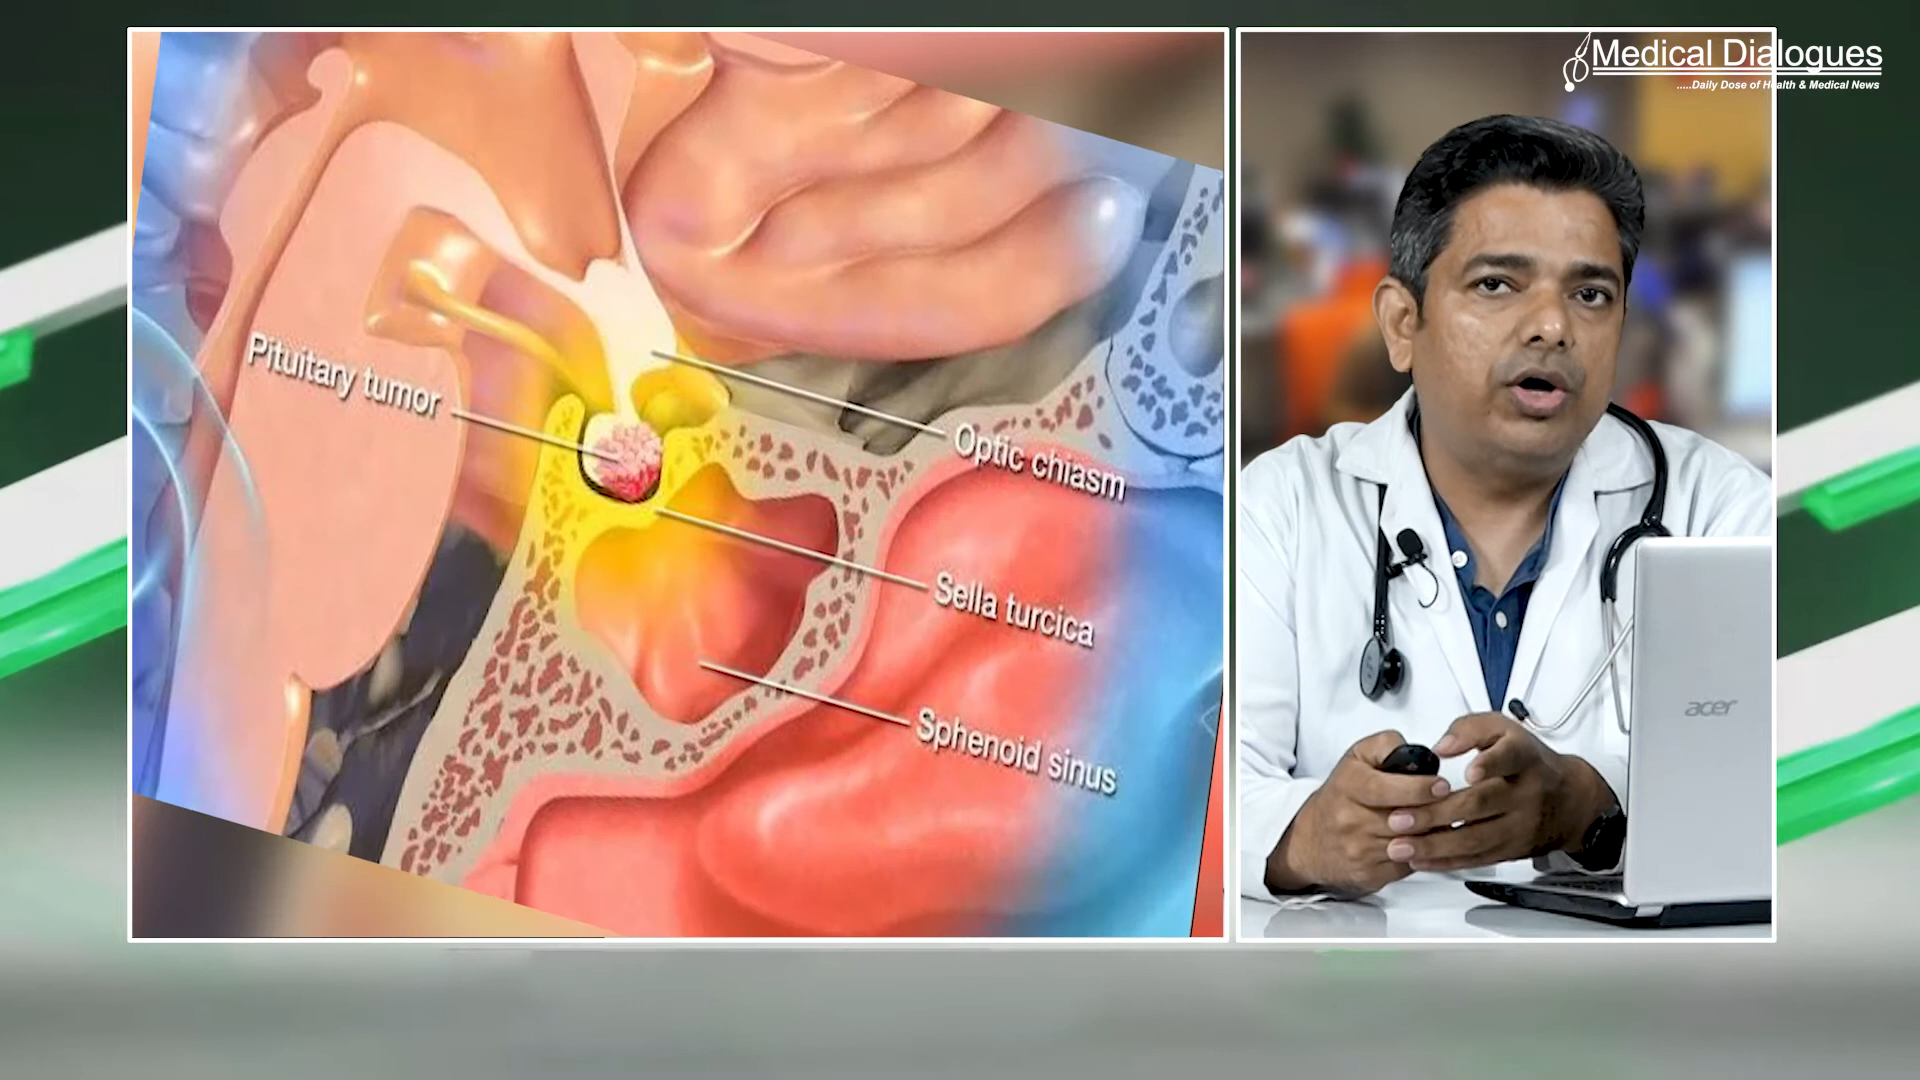 Medical Dialogues
.....Daily Dose of Health & Medical News
Pituitary tumor
Optic chiasm
Sella turcica
Sphenoid sinus
acer